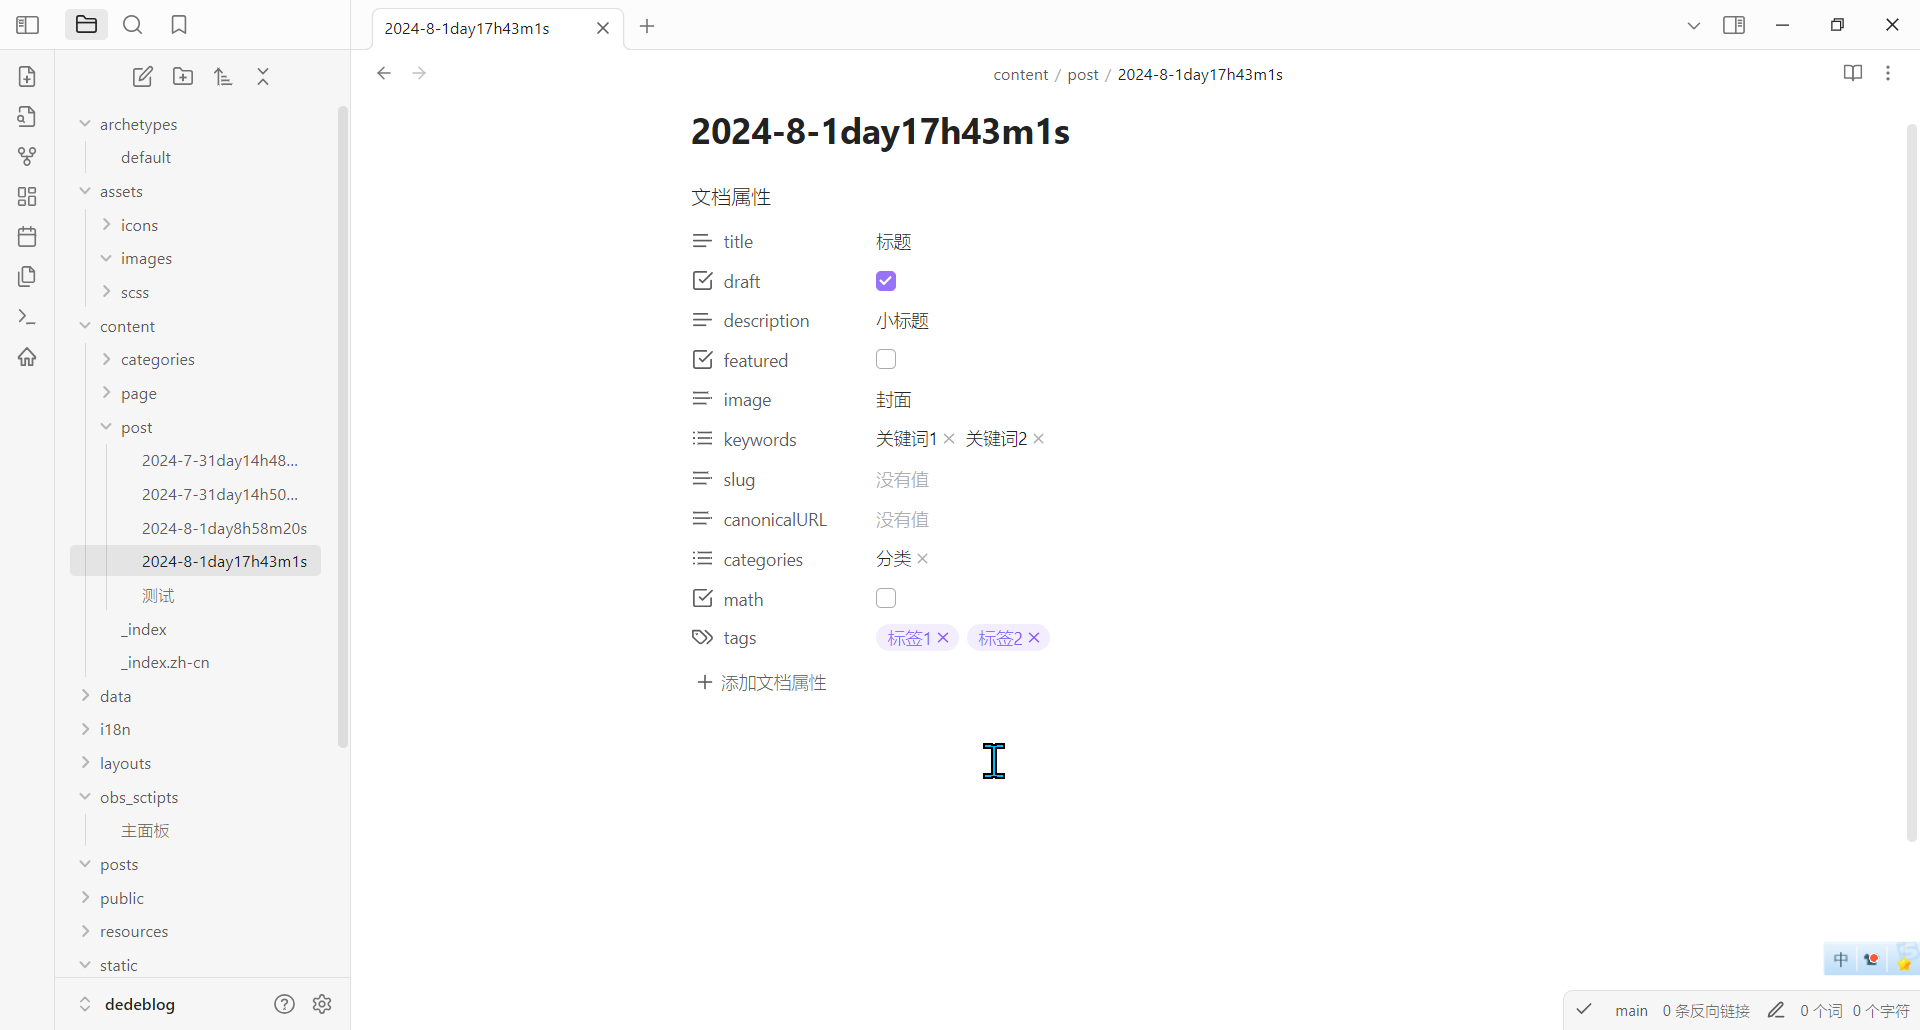 2024-8-1day17h43m1s
content / post / 2024-8-1day17h43m1s
archetypes
default
assets
icons
images
scss
content
categories
page
post
2024-7-31day14h48...
2024-7-31day14h50...
2024-8-1day8h58m20s
2024-8-1day17h43m1s
测试
_index
_index.zh-cn
data
i18n
layouts
obs_sctipts
主面板
posts
public
resources
static
dedeblog
2024-8-1day17h43m1s
文档属性
title 标题
draft
description 小标题
featured
image 封面
keywords 关键词1 关键词2
slug 没有值
canonicalURL 没有值
categories 分类
math
tags 标签1 标签2
添加文档属性
中
main 0 条反向链接 0 个词 0 个字符